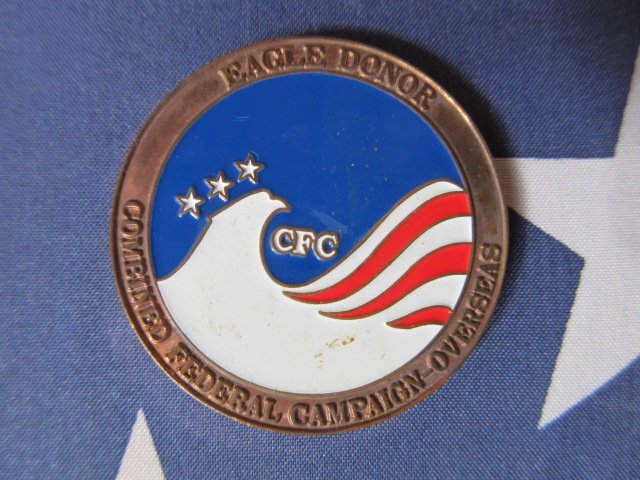 EAGLE DONOR
CFC
COMBINED FEDERAL CAMPAIGN-OVERSEAS